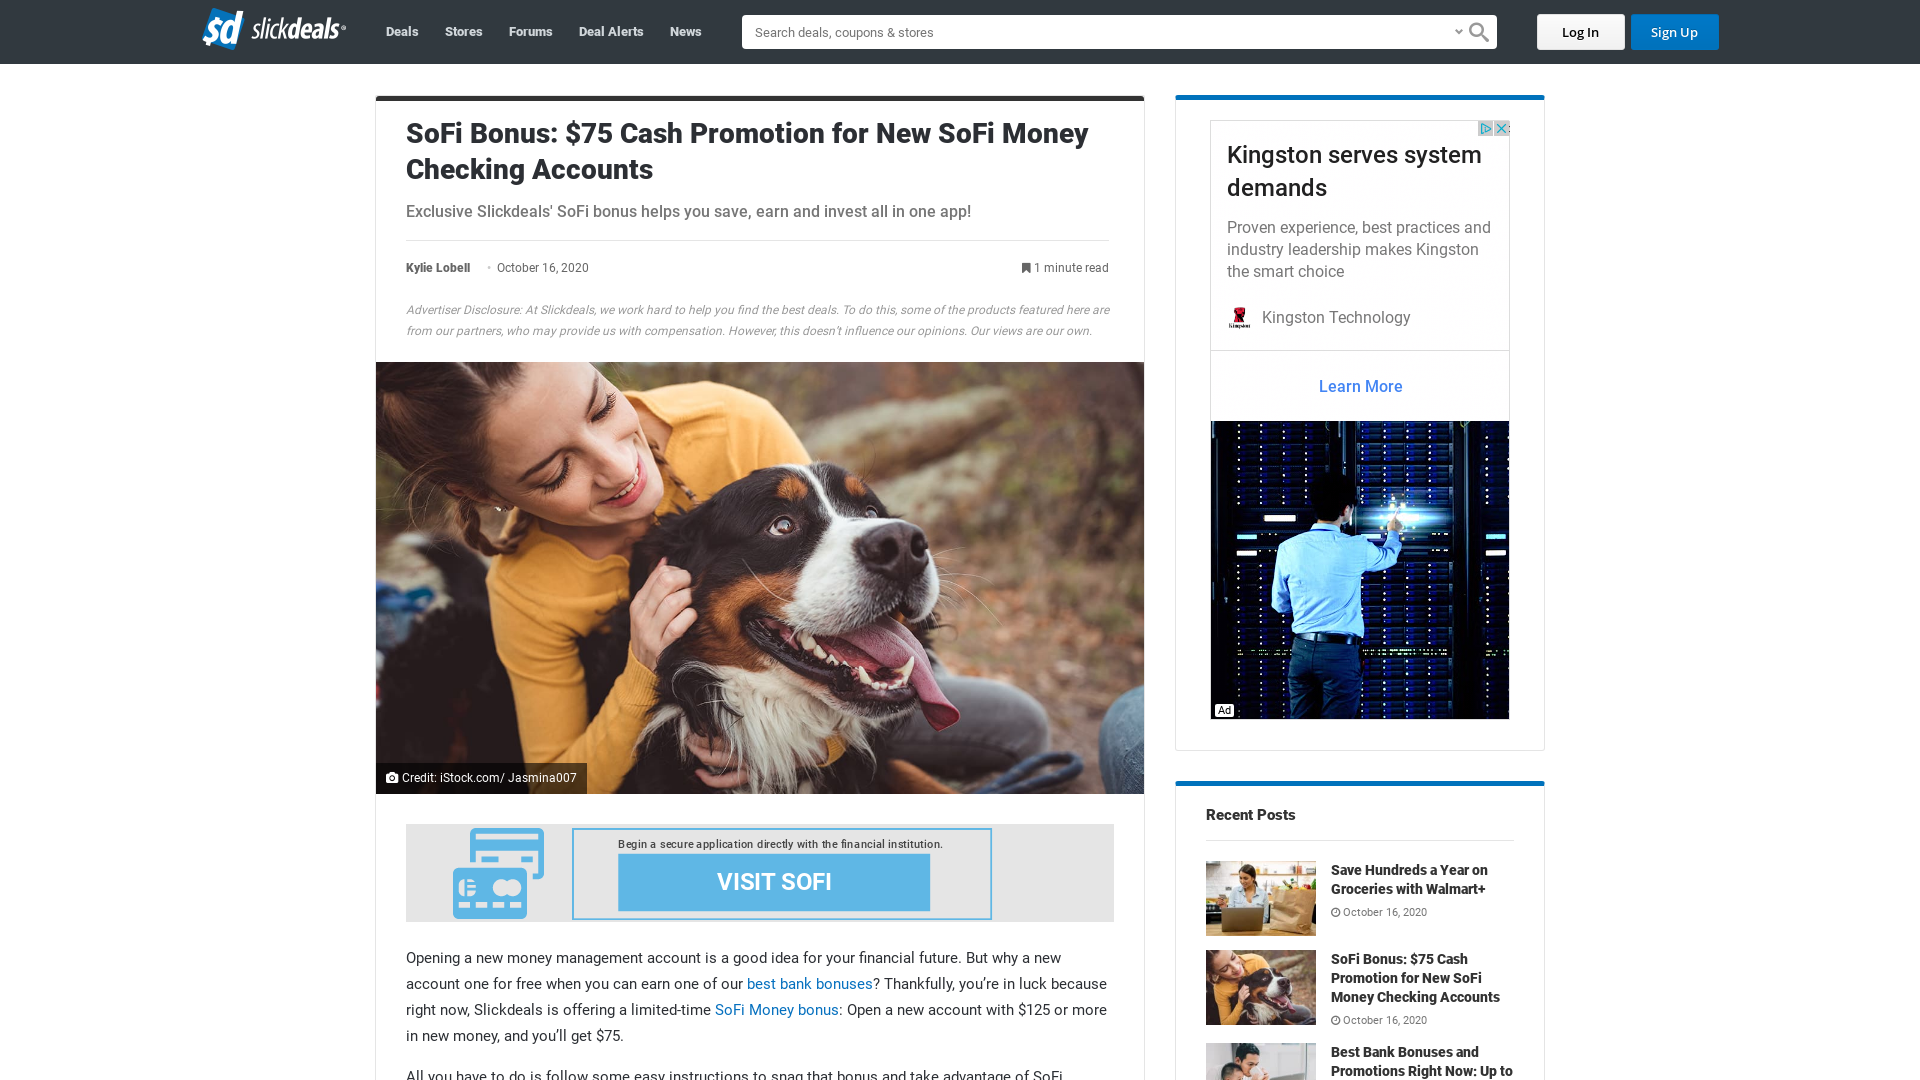 sd slickdeals
Deals Stores Forums Deal Alerts News
Search deals, coupons & stores
Log In
Sign Up
SoFi Bonus: $75 Cash Promotion for New SoFi Money
Checking Accounts
Exclusive Slickdeals' SoFi bonus helps you save, earn and invest all in one app!
Kylie Lobell • October 16, 2020
1 minute read
Advertiser Disclosure: At Slickdeals, we work hard to help you find the best deals. To do this, some of the products featured here are
from our partners, who may provide us with compensation. However, this doesn't influence our opinions. Our views are our own.
Credit: iStock.com/ Jasmina007
Begin a secure application directly with the financial institution.
VISIT SOFI
Opening a new money management account is a good idea for your financial future. But why a new
account one for free when you can earn one of our best bank bonuses? Thankfully, you’re in luck because
right now, Slickdeals is offering a limited-time SoFi Money bonus: Open a new account with $125 or more
in new money, and you’ll get $75.
All you have to do is follow some easy instructions to snag that bonus and take advantage of SoFi
Kingston serves system
demands
Proven experience, best practices and
industry leadership makes Kingston
the smart choice
Kingston
Kingston Technology
Learn More
Ad
Recent Posts
Save Hundreds a Year on
Groceries with Walmart+
October 16, 2020
SoFi Bonus: $75 Cash
Promotion for New SoFi
Money Checking Accounts
October 16, 2020
Best Bank Bonuses and
Promotions Right Now: Up to